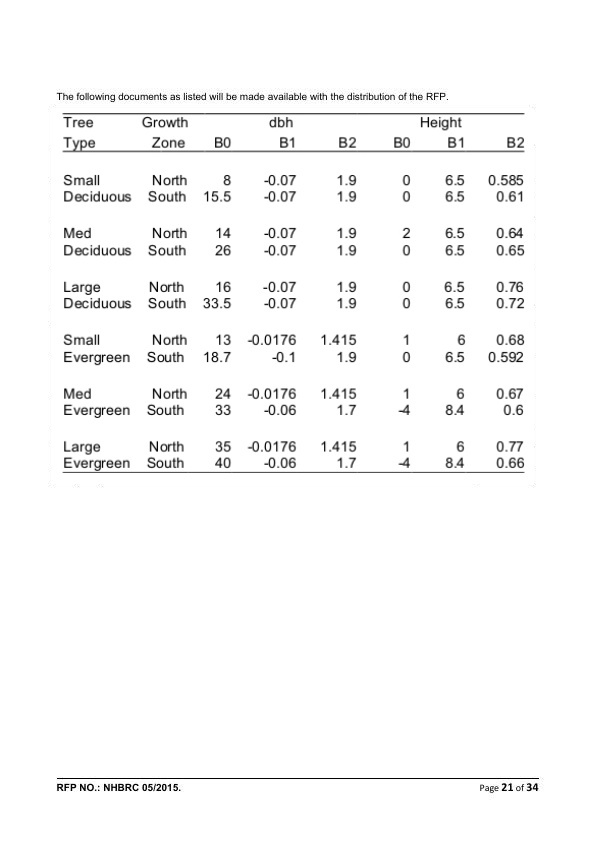 The following documents as listed will be made available with the distribution of the RFP.
Tree Growth dbh Height
Type Zone B0 B1 B2 B0 B1 B2
Small North 8 -0.07 1.9 0 6.5 0.585
Deciduous South 15.5 -0.07 1.9 0 6.5 0.61
Med North 14 -0.07 1.9 2 6.5 0.64
Deciduous South 26 -0.07 1.9 0 6.5 0.65
Large North 16 -0.07 1.9 0 6.5 0.76
Deciduous South 33.5 -0.07 1.9 0 6.5 0.72
Small North 13 -0.0176 1.415 1 6 0.68
Evergreen South 18.7 -0.1 1.9 0 6.5 0.592
Med North 24 -0.0176 1.415 1 6 0.67
Evergreen South 33 -0.06 1.7 -4 8.4 0.6
Large North 35 -0.0176 1.415 1 6 0.77
Evergreen South 40 -0.06 1.7 -4 8.4 0.66
RFP NO.: NHBRC 05/2015. Page 21 of 34